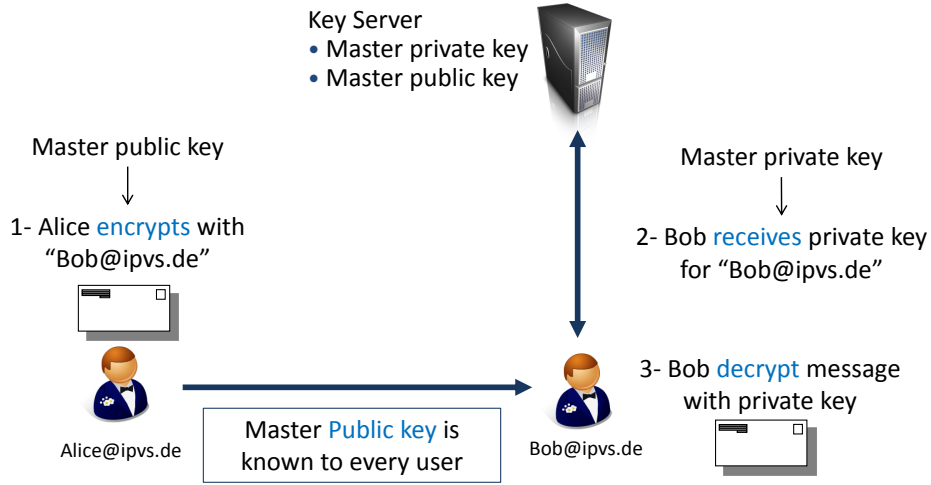 Key Server
• Master private key
• Master public key
Master public key
1- Alice encrypts with
“Bob@ipvs.de”
Master private key
2- Bob receives private key
for “Bob@ipvs.de”
3- Bob decrypt message
with private key
Alice@ipvs.de
Master Public key is
known to every user
Bob@ipvs.de